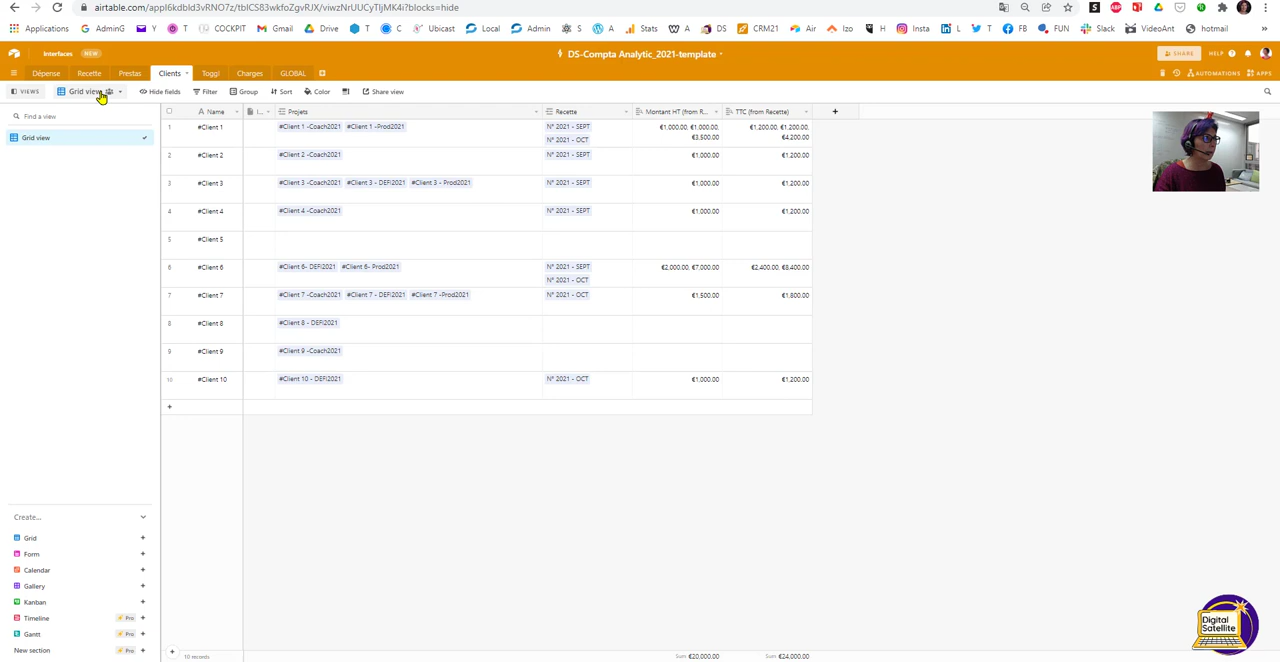 airtable.com/appI6kdbId3vRNO7z/tblCS83wkfoZgvRJX/viwzNrUUCyTIjMK4i?blocks=hide
Applications AdminG Y T COCKPIT Gmail Drive T C Ubicast Local Admin S A Stats A DS CRM21 Air Izo H Insta L T FB FUN Slack VideoAnt hotmail »
Interfaces NEW DS-Compta Analytic_2021-template SHARE HELP
Dépense Recette Prestas Clients Toggl Charges GLOBAL AUTOMATIONS APPS
VIEWS Grid view Hide fields Filter Group Sort Color Share view
Find a view
Grid view
Name I... Projets Recette Montant HT (from R... TTC (from Recette)
1 #Client 1 #Client 1 -Coach2021 #Client 1 -Prod2021 N° 2021 - SEPT €1,000.00, €1,000.00, €1,200.00, €1,200.00,
N° 2021 - OCT €3,500.00 €4,200.00
2 #Client 2 #Client 2 -Coach2021 N° 2021 - SEPT €1,000.00 €1,200.00
3 #Client 3 #Client 3 -Coach2021 #Client 3 - DEFI2021 #Client 3 - Prod2021 N° 2021 - SEPT €1,000.00 €1,200.00
4 #Client 4 #Client 4 -Coach2021 N° 2021 - SEPT €1,000.00 €1,200.00
5 #Client 5
6 #Client 6 #Client 6- DEFI2021 #Client 6- Prod2021 N° 2021 - SEPT €2,000.00, €7,000.00 €2,400.00, €8,400.00
N° 2021 - OCT
7 #Client 7 #Client 7 -Coach2021 #Client 7 - DEFI2021 #Client 7 -Prod2021 N° 2021 - OCT €1,500.00 €1,800.00
8 #Client 8 #Client 8 - DEFI2021
9 #Client 9 #Client 9 -Coach2021
10 #Client 10 #Client 10 - DEFI2021 N° 2021 - OCT €1,000.00 €1,200.00
Create...
Grid
Form
Calendar
Gallery
Kanban
Timeline Pro
Gantt Pro
New section Pro
10 records Sum €20,000.00 Sum €24,000.00
Digital
Satellite